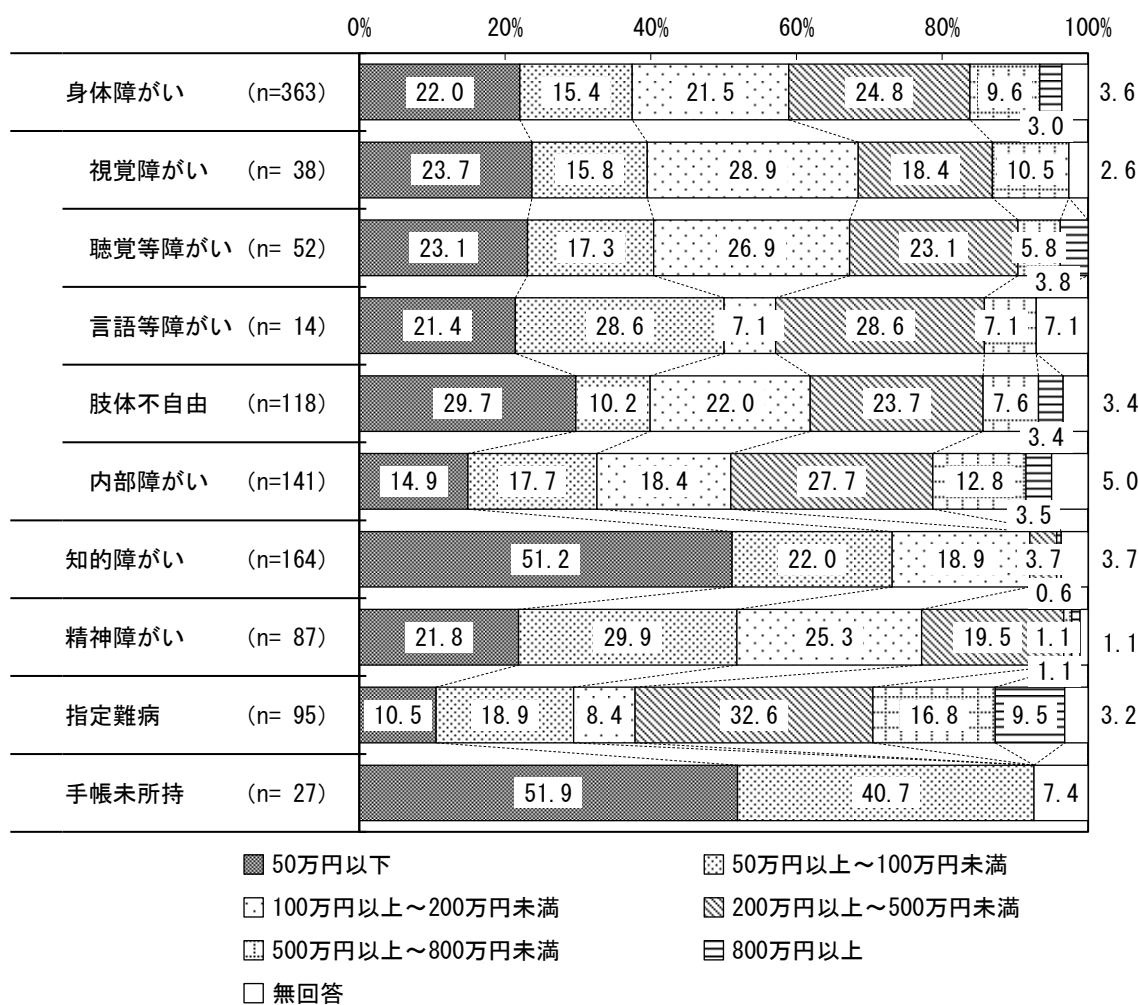 0% 20% 40% 60% 80% 100%
身体障がい (n=363) 22.0 15.4 21.5 24.8 9.6 3.0 3.6
視覚障がい (n= 38) 23.7 15.8 28.9 18.4 10.5 2.6
聴覚等障がい (n= 52) 23.1 17.3 26.9 23.1 5.8 3.8
言語等障がい (n= 14) 21.4 28.6 7.1 28.6 7.1 7.1
肢体不自由 (n=118) 29.7 10.2 22.0 23.7 7.6 3.4 3.4
内部障がい (n=141) 14.9 17.7 18.4 27.7 12.8 3.5 5.0
知的障がい (n=164) 51.2 22.0 18.9 3.7 0.6 3.7
精神障がい (n= 87) 21.8 29.9 25.3 19.5 1.1 1.1 1.1
指定難病 (n= 95) 10.5 18.9 8.4 32.6 16.8 9.5 3.2
手帳未所持 (n= 27) 51.9 40.7 7.4
50万円以下 50万円以上～100万円未満
100万円以上～200万円未満 200万円以上～500万円未満
500万円以上～800万円未満 800万円以上
無回答